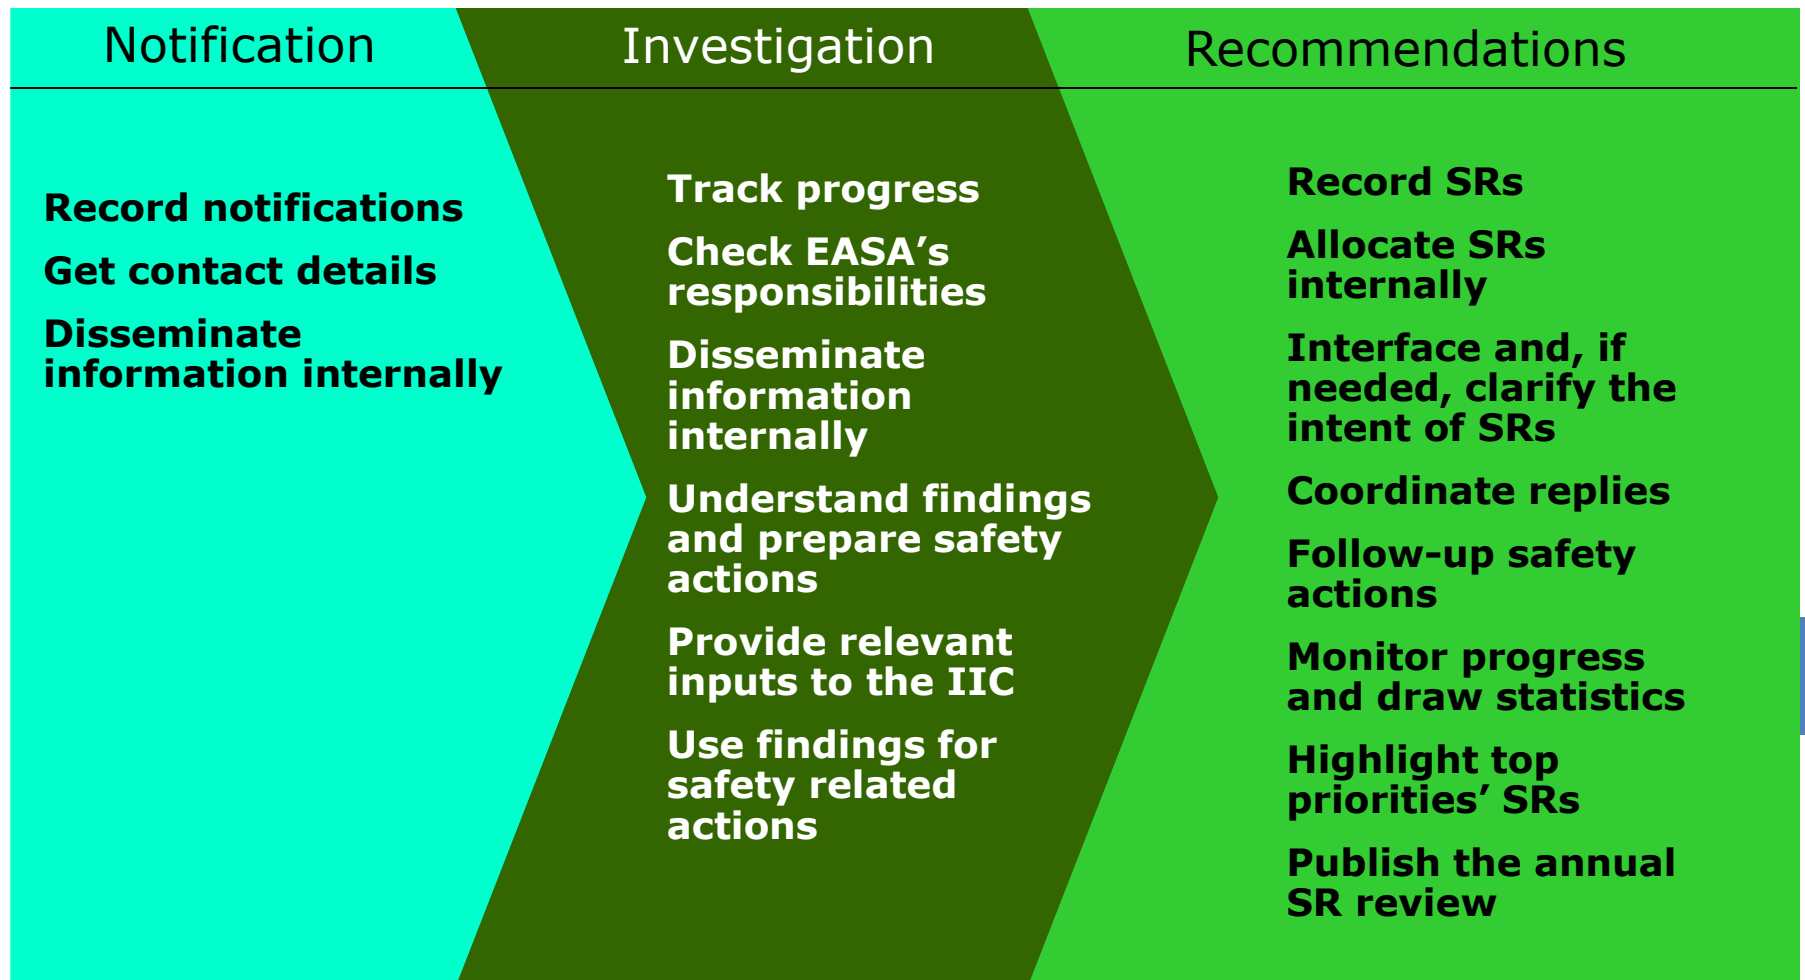 Notification
Record notifications
Get contact details
Disseminate
information internally
Investigation
Track progress
Check EASA’s
responsibilities
Disseminate
information
internally
Understand findings
and prepare safety
actions
Provide relevant
inputs to the IIC
Use findings for
safety related
actions
Recommendations
Record SRs
Allocate SRs
internally
Interface and, if
needed, clarify the
intent of SRs
Coordinate replies
Follow-up safety
actions
Monitor progress
and draw statistics
Highlight top
priorities’ SRs
Publish the annual
SR review